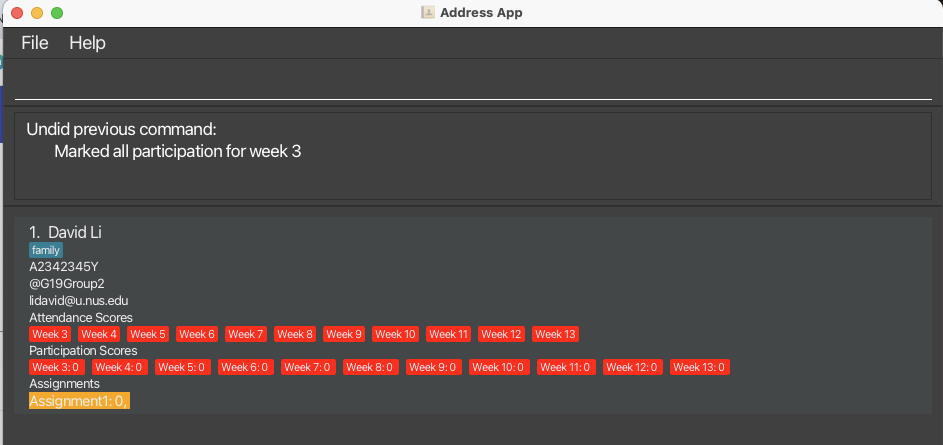 Address App
File Help
Undid previous command:
Marked all participation for week 3
1. David Li
family
A2342345Y
@G19Group2
lidavid@u.nus.edu
Attendance Scores
Week 3 Week 4 Week 5 Week 6 Week 7 Week 8 Week 9 Week 10 Week 11 Week 12 Week 13
Participation Scores
Week 3: 0 Week 4: 0 Week 5: 0 Week 6: 0 Week 7: 0 Week 8: 0 Week 9: 0 Week 10: 0 Week 11: 0 Week 12: 0 Week 13: 0
Assignments
Assignment1: 0,